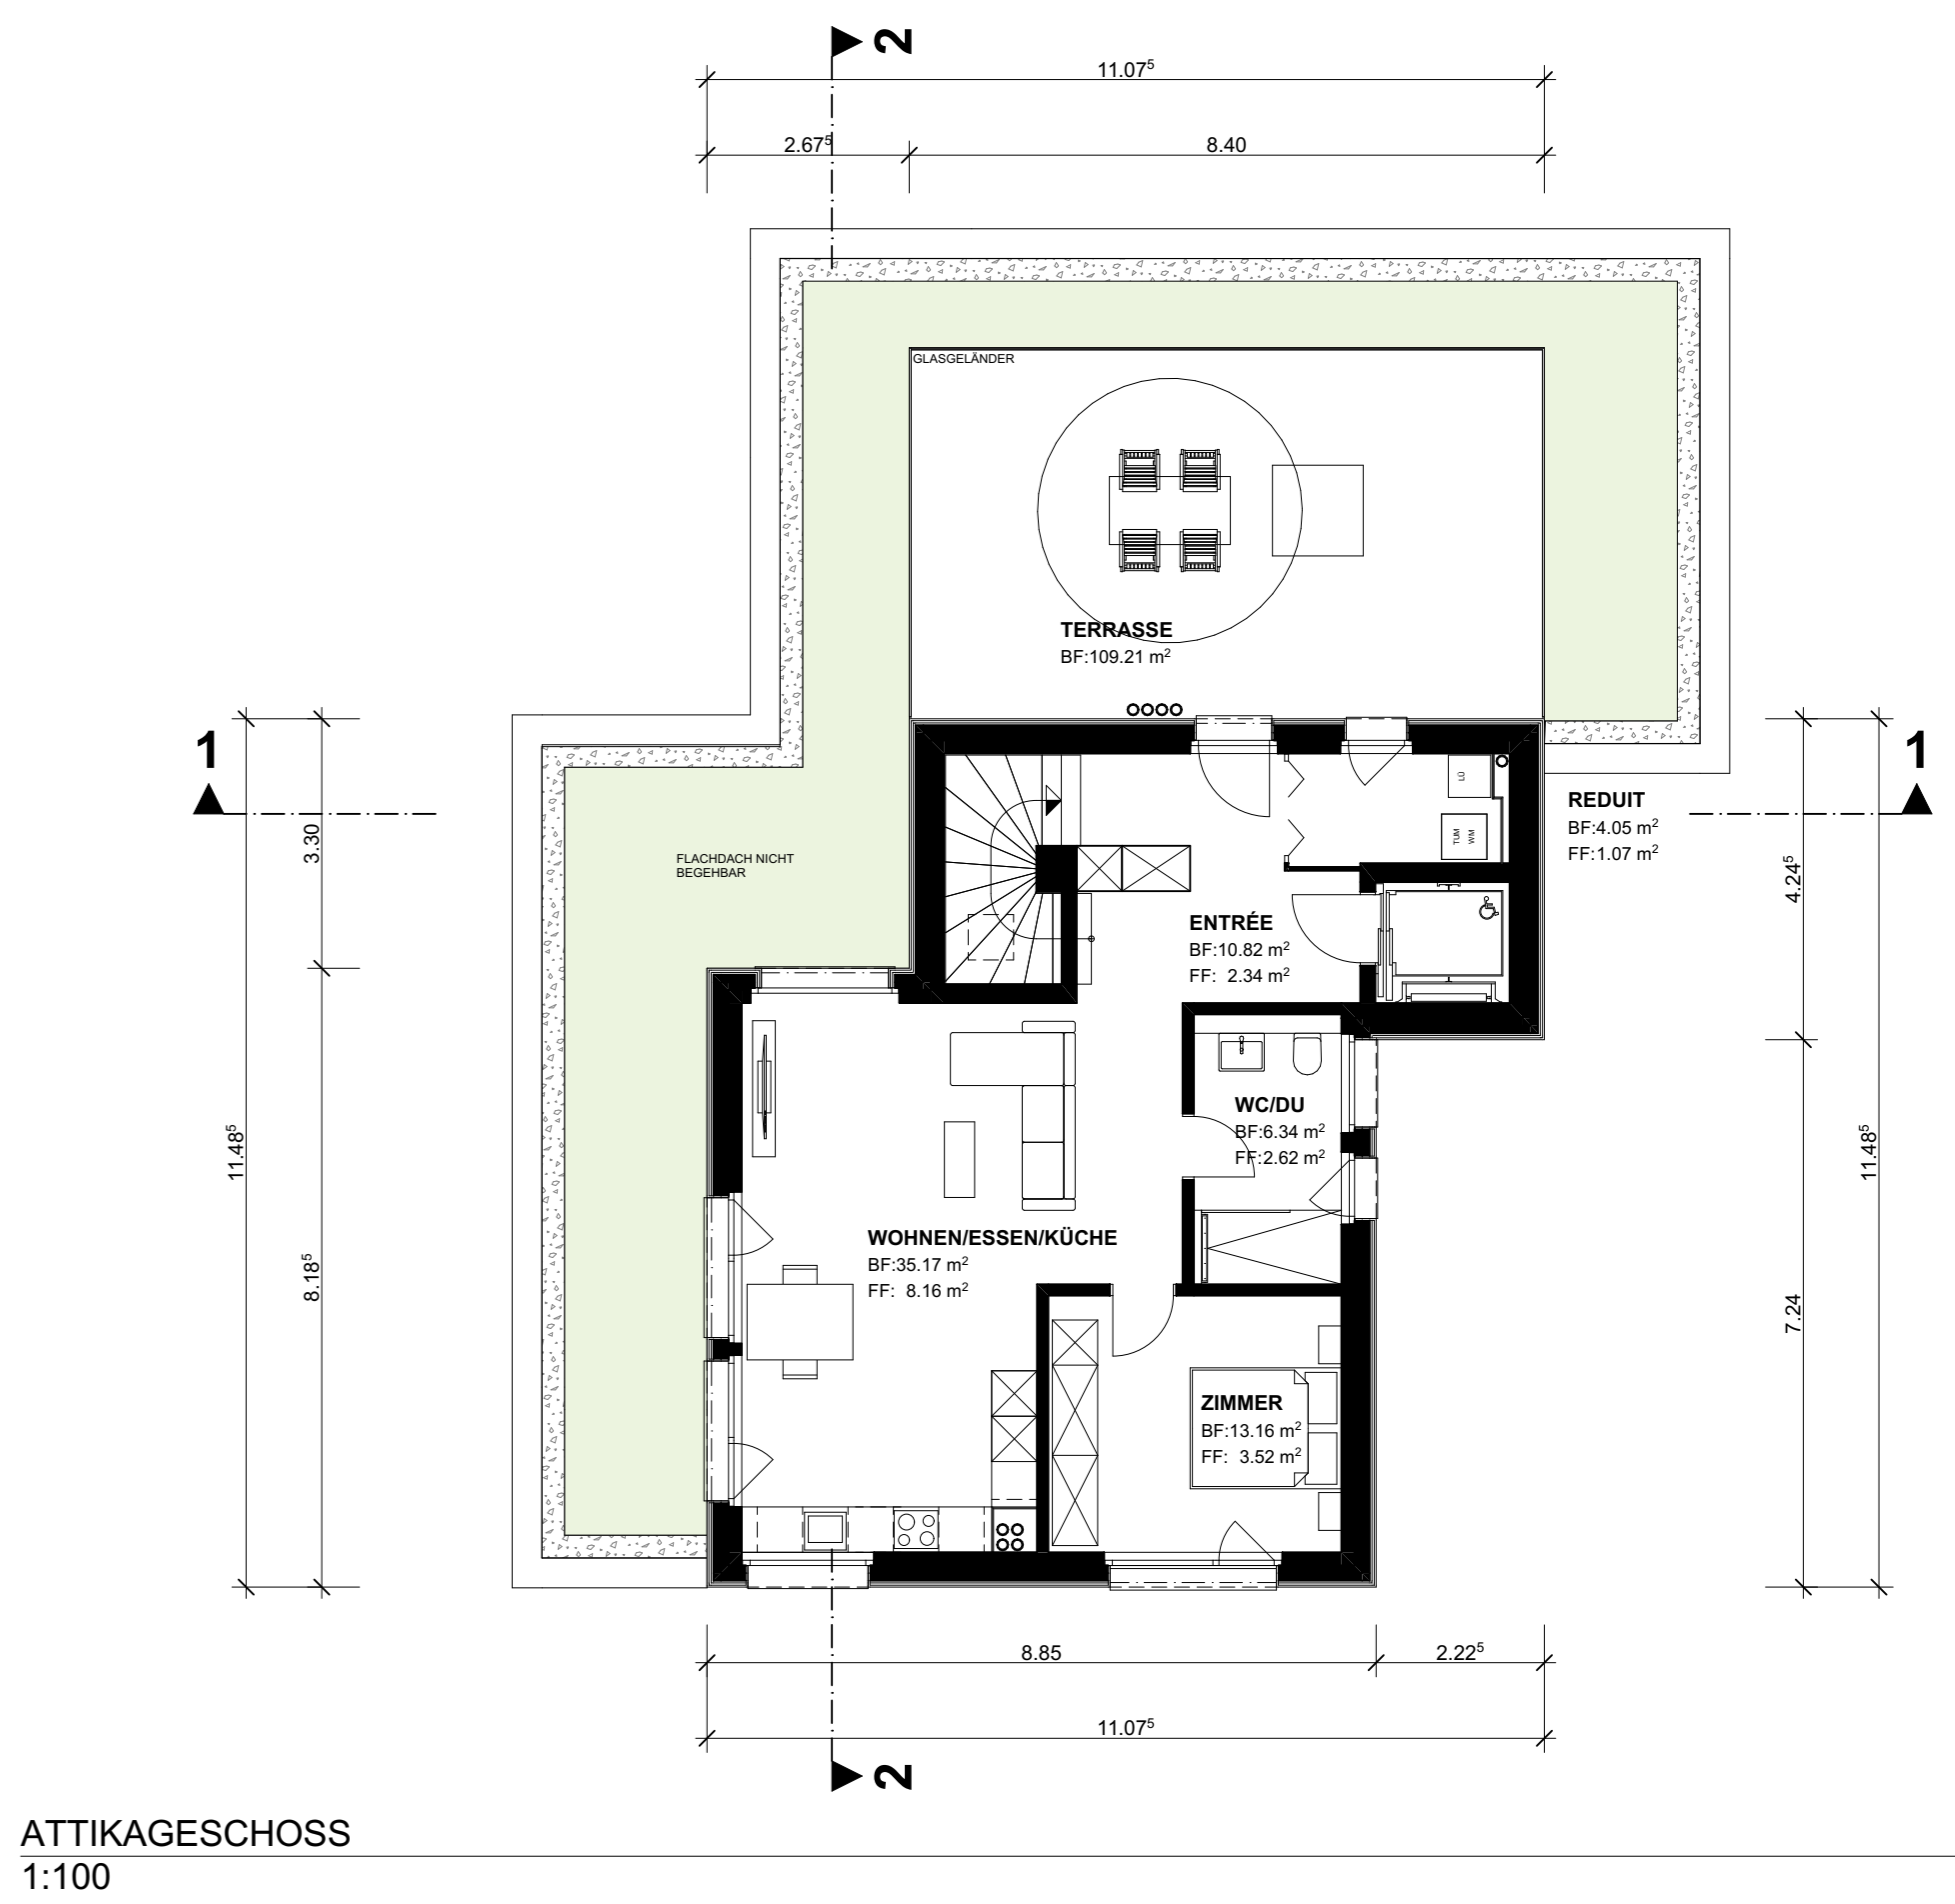 2
11.07⁵
2.67⁵
8.40
GLASGELÄNDER
TERRASSE
BF:109.21 m²
1
1
3.30
FLACHDACH NICHT
BEGEHBAR
LÜ
TUM
WM
REDUIT
BF:4.05 m²
FF:1.07 m²
4.24⁵
ENTRÉE
BF:10.82 m²
FF: 2.34 m²
WC/DU
BF:6.34 m²
FF:2.62 m²
11.48⁵
11.48⁵
WOHNEN/ESSEN/KÜCHE
BF:35.17 m²
FF: 8.16 m²
8.18⁵
7.24
ZIMMER
BF:13.16 m²
FF: 3.52 m²
8.85
2.22⁵
11.07⁵
2
ATTIKAGESCHOSS
1:100